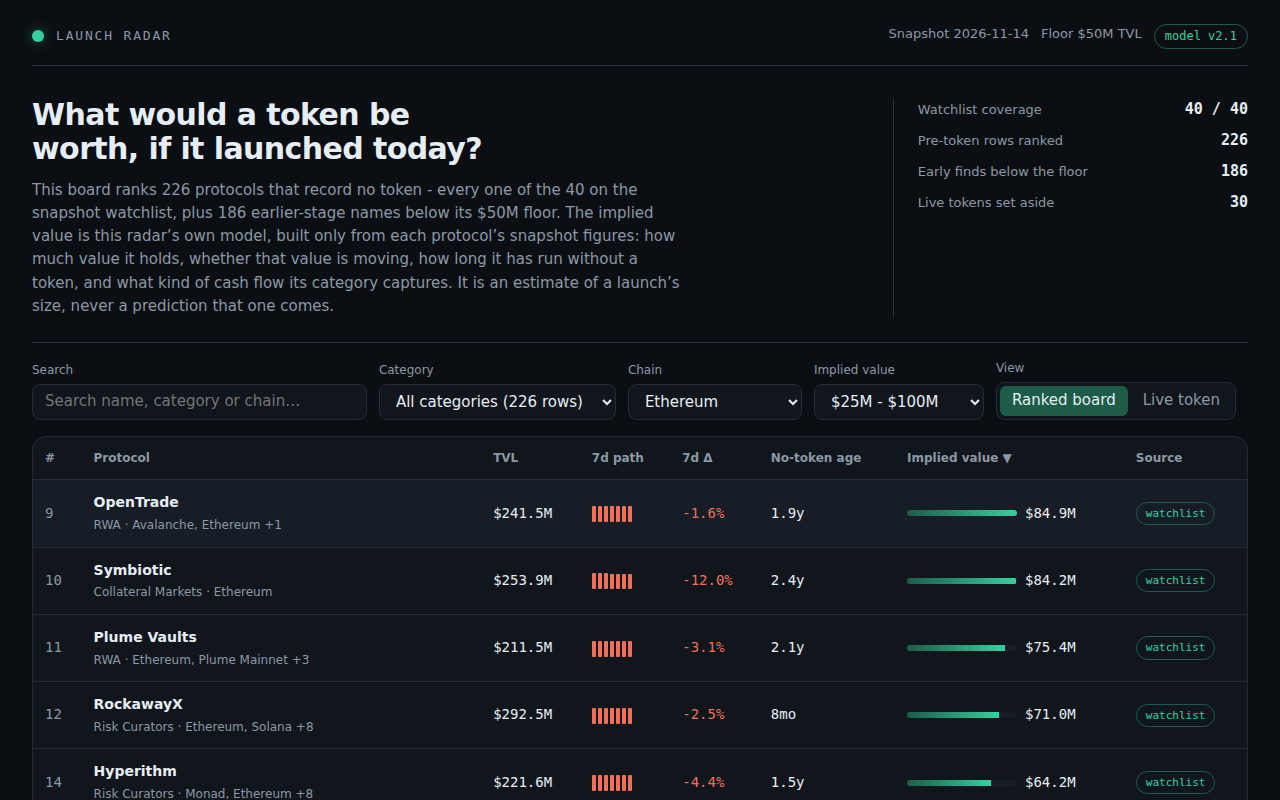 LAUNCH RADAR
Snapshot 2026-11-14 Floor $50M TVL model v2.1
What would a token be
worth, if it launched today?
This board ranks 226 protocols that record no token - every one of the 40 on the
snapshot watchlist, plus 186 earlier-stage names below its $50M floor. The implied
value is this radar’s own model, built only from each protocol’s snapshot figures: how
much value it holds, whether that value is moving, how long it has run without a
token, and what kind of cash flow its category captures. It is an estimate of a launch’s
size, never a prediction that one comes.
Watchlist coverage 40 / 40
Pre-token rows ranked 226
Early finds below the floor 186
Live tokens set aside 30
Search Category Chain Implied value View
Search name, category or chain… All categories (226 rows) Ethereum $25M - $100M Ranked board Live token
# Protocol TVL 7d path 7d Δ No-token age Implied value ▼ Source
9 OpenTrade $241.5M -1.6% 1.9y $84.9M watchlist
RWA · Avalanche, Ethereum +1
10 Symbiotic $253.9M -12.0% 2.4y $84.2M watchlist
Collateral Markets · Ethereum
11 Plume Vaults $211.5M -3.1% 2.1y $75.4M watchlist
RWA · Ethereum, Plume Mainnet +3
12 RockawayX $292.5M -2.5% 8mo $71.0M watchlist
Risk Curators · Ethereum, Solana +8
14 Hyperithm $221.6M -4.4% 1.5y $64.2M watchlist
Risk Curators · Monad, Ethereum +8